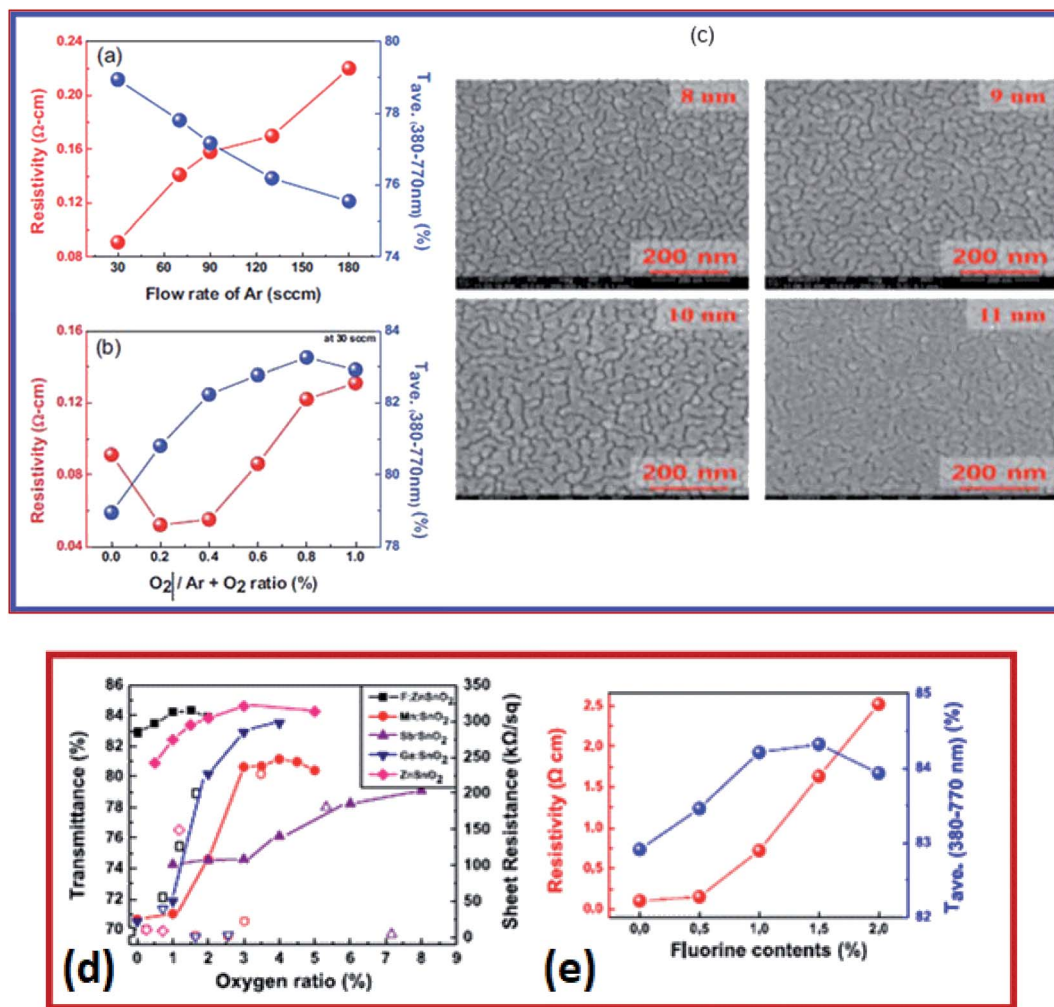 (a)
0.24
0.20
0.16
0.12
0.08
Resistivity (Ω-cm)
80
78
76
74
Tave. (380-770nm) (%)
30 60 90 120 150 180
Flow rate of Ar (sccm)
(b)
at 30 sccm
0.16
0.12
0.08
0.04
Resistivity (Ω-cm)
84
83
82
81
80
79
78
Tave. (380-770nm) (%)
0.0 0.2 0.4 0.6 0.8 1.0
O2 / Ar + O2 ratio (%)
(c)
8 nm
200 nm
9 nm
200 nm
10 nm
200 nm
11 nm
200 nm
86
84
82
80
78
76
74
72
70
Transmittance (%)
F:ZnSnO2
Mn:SnO2
Sb:SnO2
Ga:SnO2
ZnSnO2
350
300
250
200
150
100
50
0
Sheet Resistance (kΩ/sq)
0 1 2 3 4 5 6 7 8 9
Oxygen ratio (%)
(d)
2.5
2.0
1.5
1.0
0.5
0.0
Resistivity (Ω cm)
85
84
83
82
Tave. (380-770 nm) (%)
0,0 0,5 1,0 1,5 2,0
Fluorine contents (%)
(e)